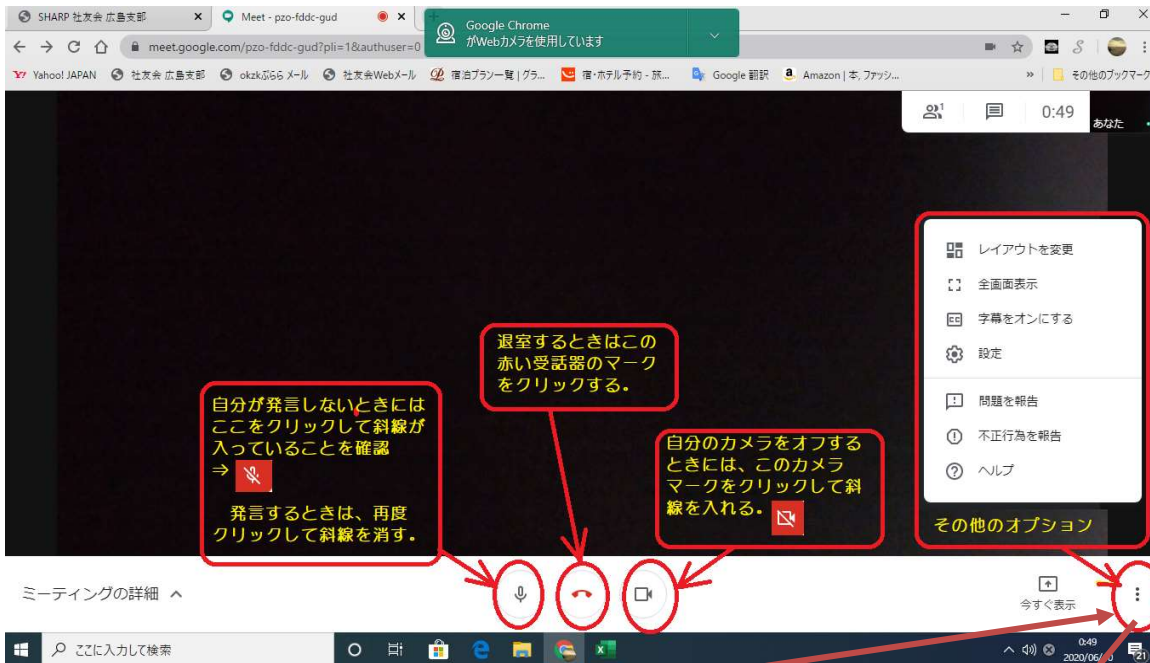 SHARP 社友会 広島支部
Meet - pzo-fddc-gud
Google Chrome
がWebカメラを使用しています
meet.google.com/pzo-fddc-gud?pli=1&authuser=0
Yahoo! JAPAN
社友会 広島支部
okzkぷらら メール
社友会Webメール
宿泊プラン一覧 | グラ...
宿・ホテル予約 - 旅...
Google 翻訳
Amazon | 本, ファッシ...
»
その他のブックマーク
1
0:49
あなた
レイアウトを変更
全画面表示
字幕をオンにする
設定
問題を報告
不正行為を報告
ヘルプ
その他のオプション
退室するときはこの
赤い受話器のマーク
をクリックする。
自分が発言しないときには
ここをクリックして斜線が
入っていることを確認
⇒
発言するときは、再度
クリックして斜線を消す。
自分のカメラをオフする
ときには、このカメラ
マークをクリックして斜
線を入れる。
ミーティングの詳細
今すぐ表示
ここに入力して検索
0:49
21